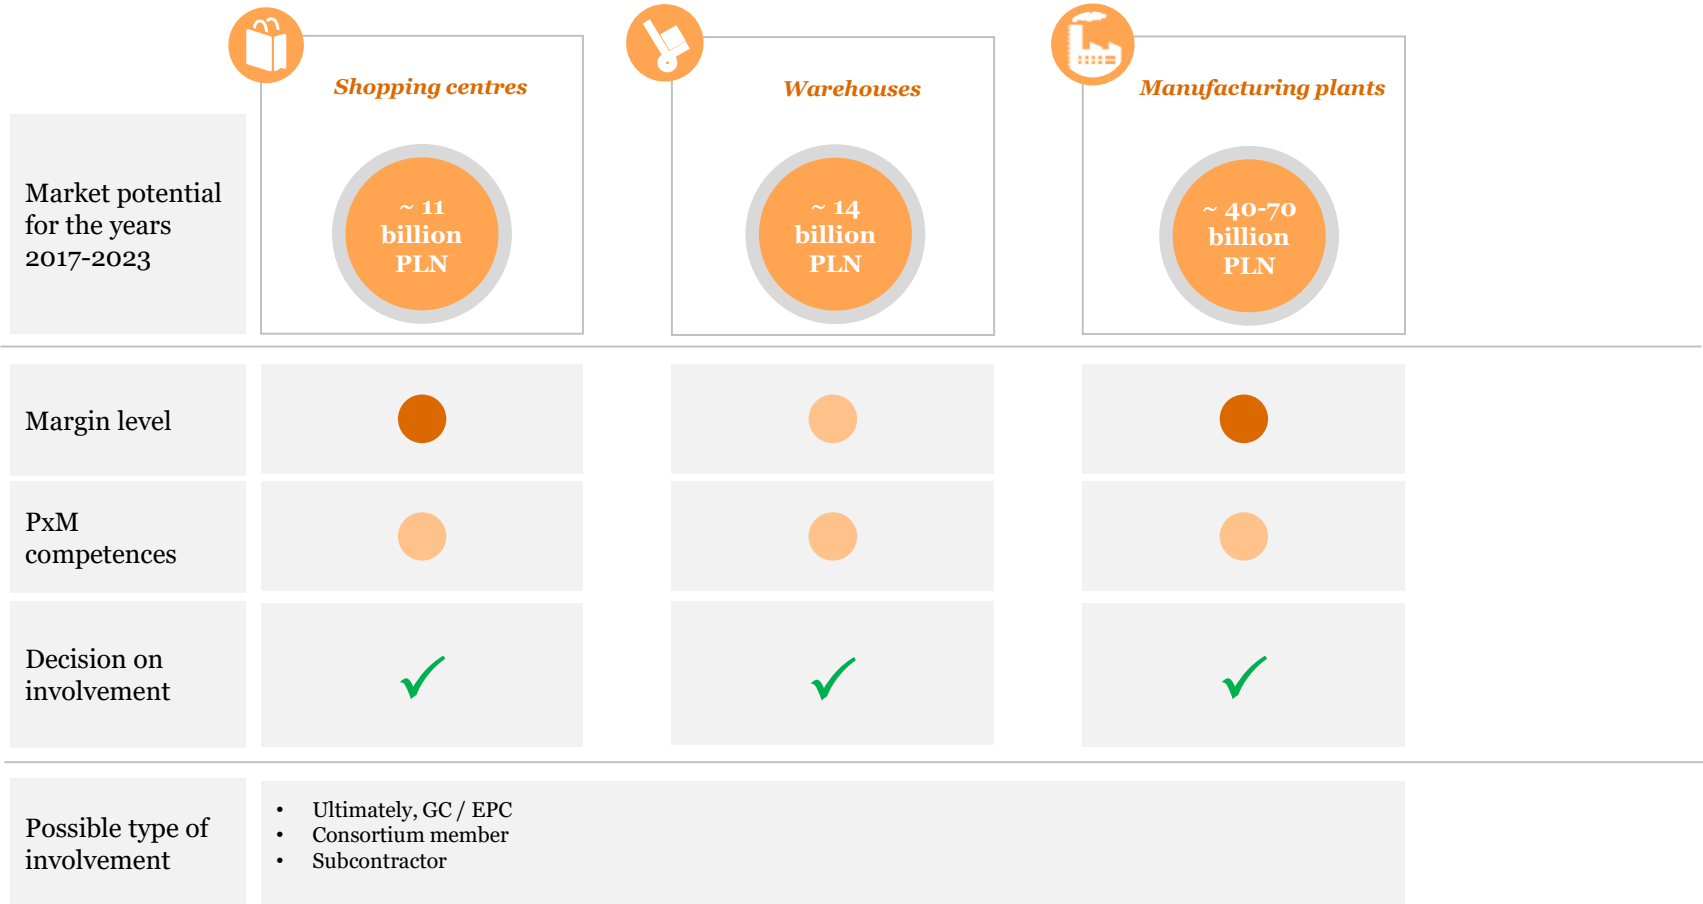 Shopping centres
Warehouses
Manufacturing plants
Market potential
for the years
2017-2023
~ 11
billion
PLN
~ 14
billion
PLN
~ 40-70
billion
PLN
Margin level
PxM
competences
Decision on
involvement
Possible type of
involvement
• Ultimately, GC / EPC
• Consortium member
• Subcontractor